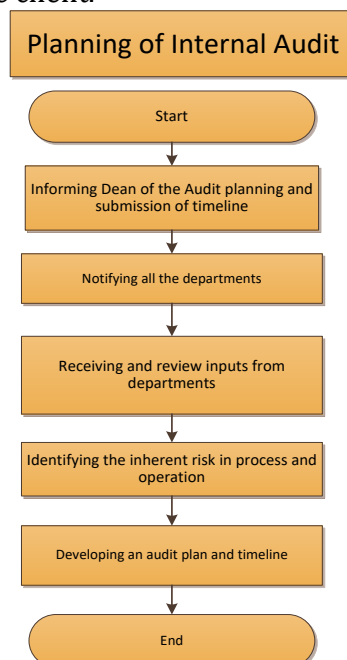 client.
Planning of Internal Audit
Start
Informing Dean of the Audit planning and
submission of timeline
Notifying all the departments
Receiving and review inputs from
departments
Identifying the inherent risk in process and
operation
Developing an audit plan and timeline
End